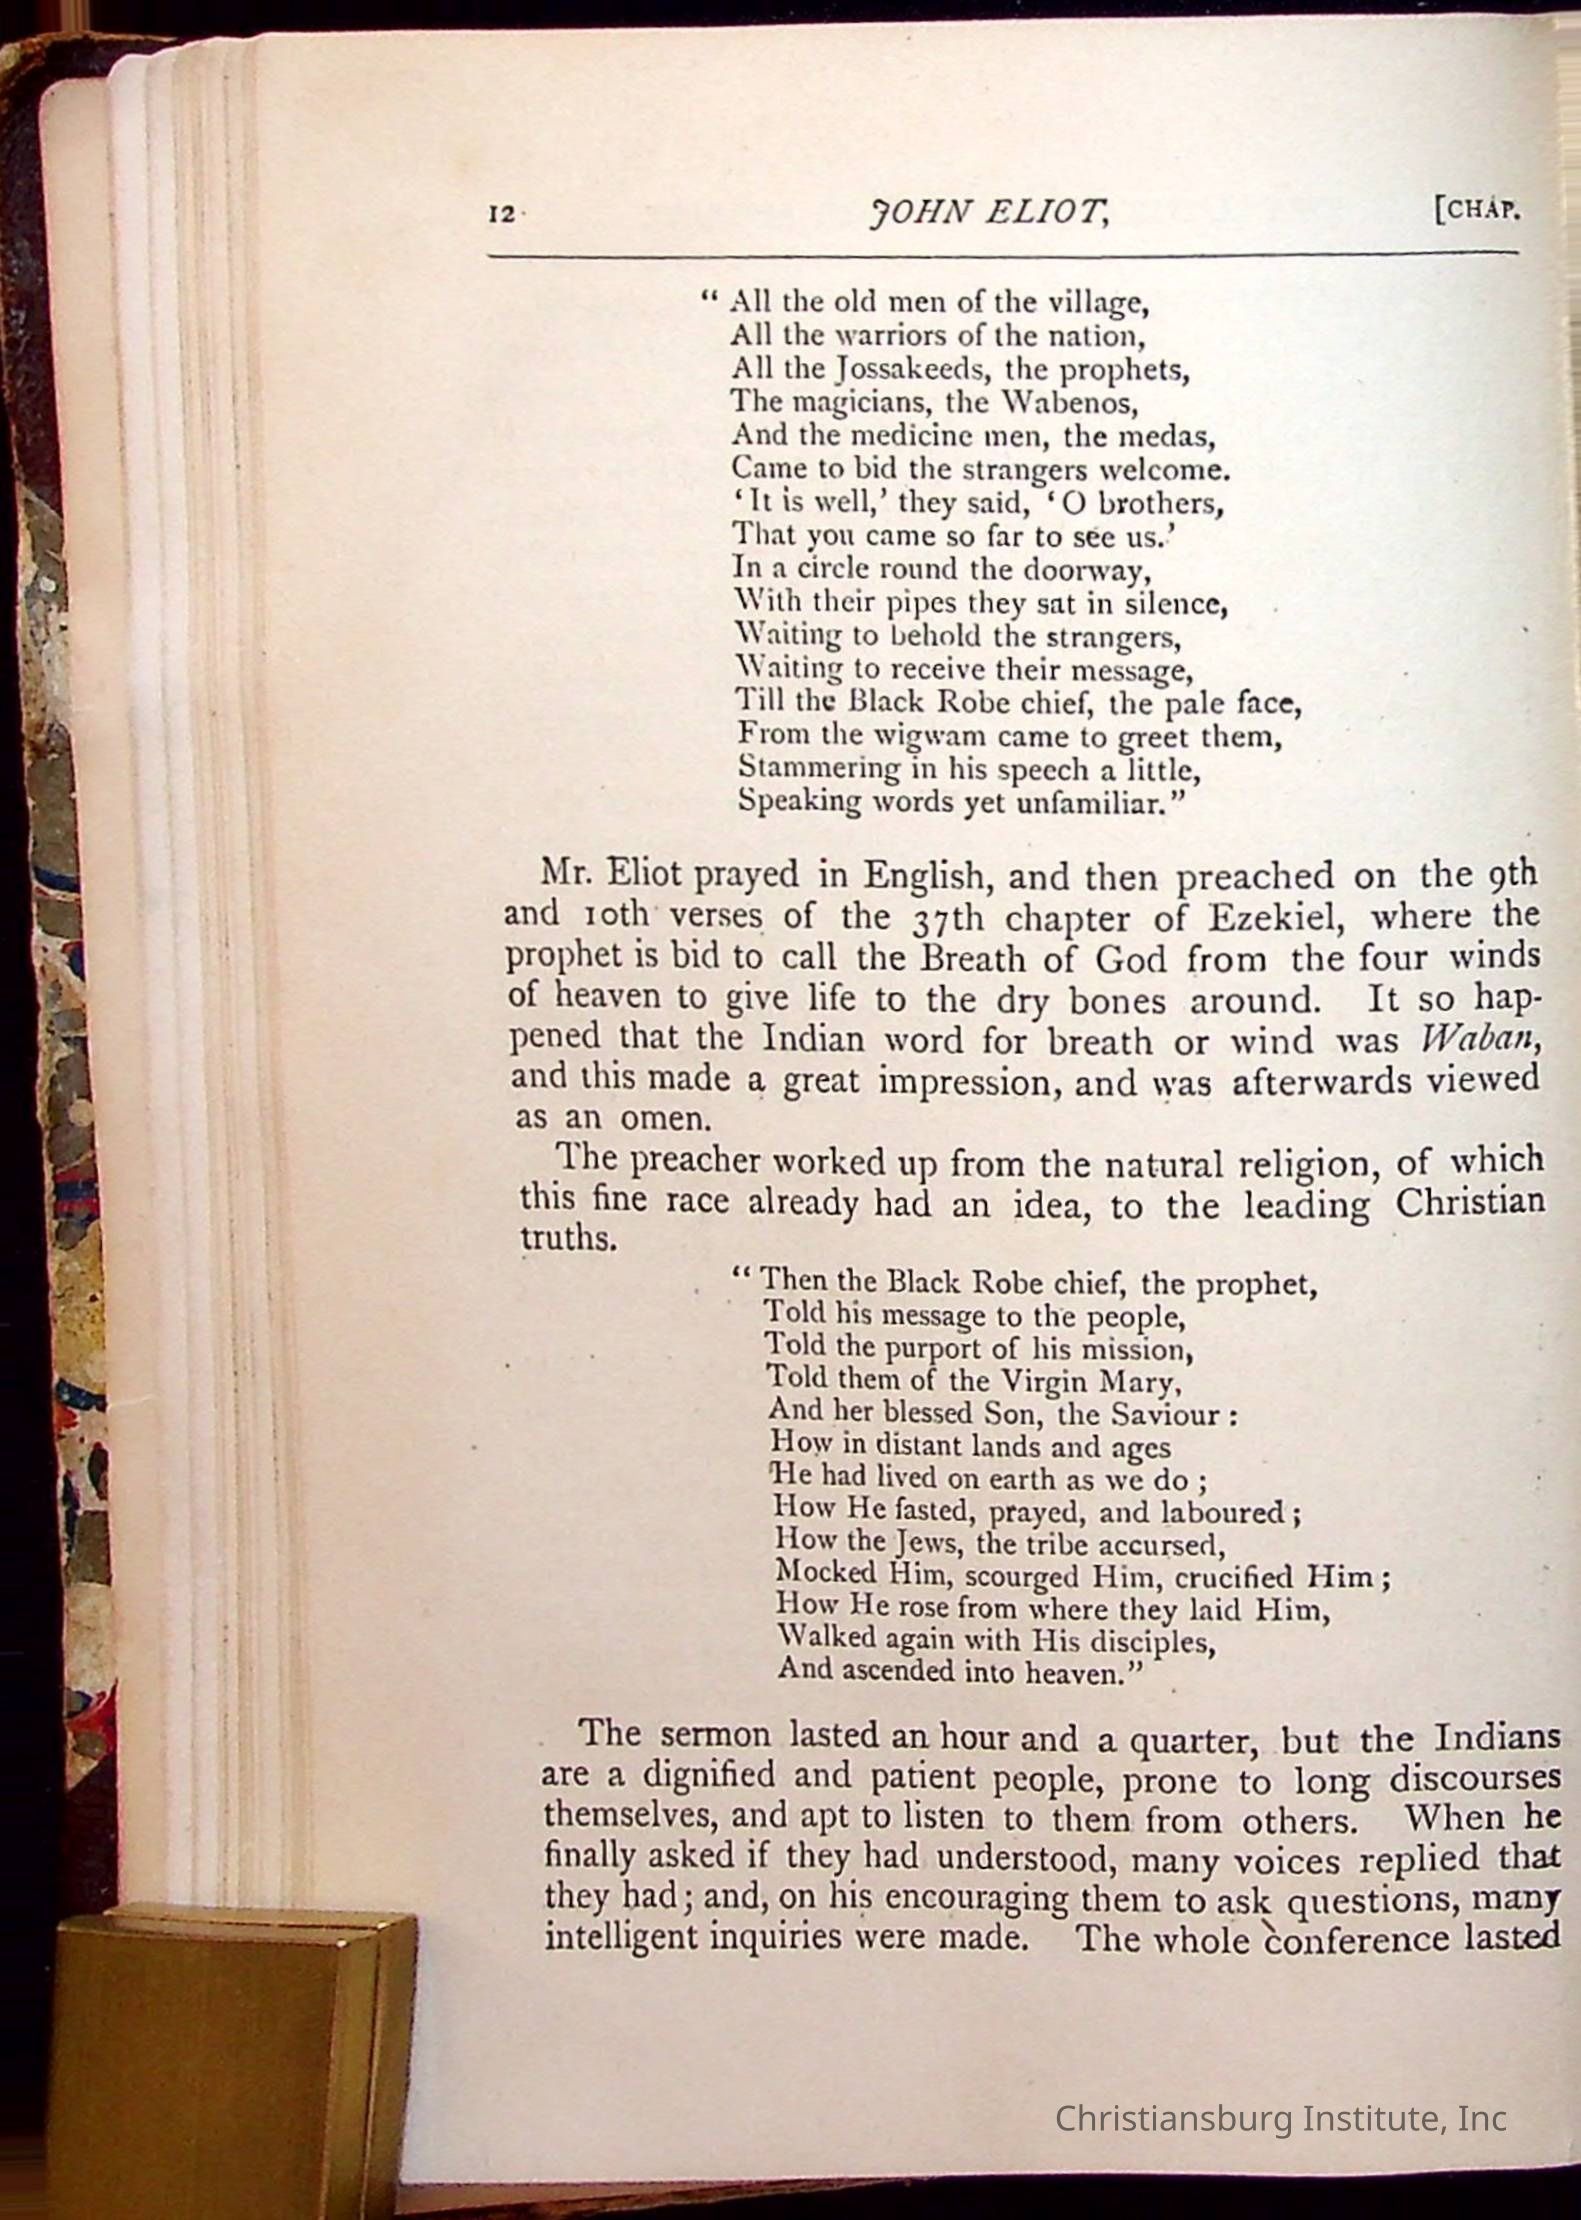 12 JOHN ELIOT, [CHAP.
“ All the old men of the village,
All the warriors of the nation,
All the Jossakeeds, the prophets,
The magicians, the Wabenos,
And the medicine men, the medas,
Came to bid the strangers welcome.
‘It is well,’ they said, ‘O brothers,
That you came so far to see us.’
In a circle round the doorway,
With their pipes they sat in silence,
Waiting to behold the strangers,
Waiting to receive their message,
Till the Black Robe chief, the pale face,
From the wigwam came to greet them,
Stammering in his speech a little,
Speaking words yet unfamiliar.”
Mr. Eliot prayed in English, and then preached on the 9th
and 10th verses of the 37th chapter of Ezekiel, where the
prophet is bid to call the Breath of God from the four winds
of heaven to give life to the dry bones around. It so hap-
pened that the Indian word for breath or wind was Waban,
and this made a great impression, and was afterwards viewed
as an omen.
The preacher worked up from the natural religion, of which
this fine race already had an idea, to the leading Christian
truths.
“ Then the Black Robe chief, the prophet,
Told his message to the people,
Told the purport of his mission,
Told them of the Virgin Mary,
And her blessed Son, the Saviour :
How in distant lands and ages
He had lived on earth as we do ;
How He fasted, prayed, and laboured ;
How the Jews, the tribe accursed,
Mocked Him, scourged Him, crucified Him ;
How He rose from where they laid Him,
Walked again with His disciples,
And ascended into heaven.”
The sermon lasted an hour and a quarter, but the Indians
are a dignified and patient people, prone to long discourses
themselves, and apt to listen to them from others. When he
finally asked if they had understood, many voices replied that
they had ; and, on his encouraging them to ask questions, many
intelligent inquiries were made. The whole conference lasted
Christiansburg Institute, Inc